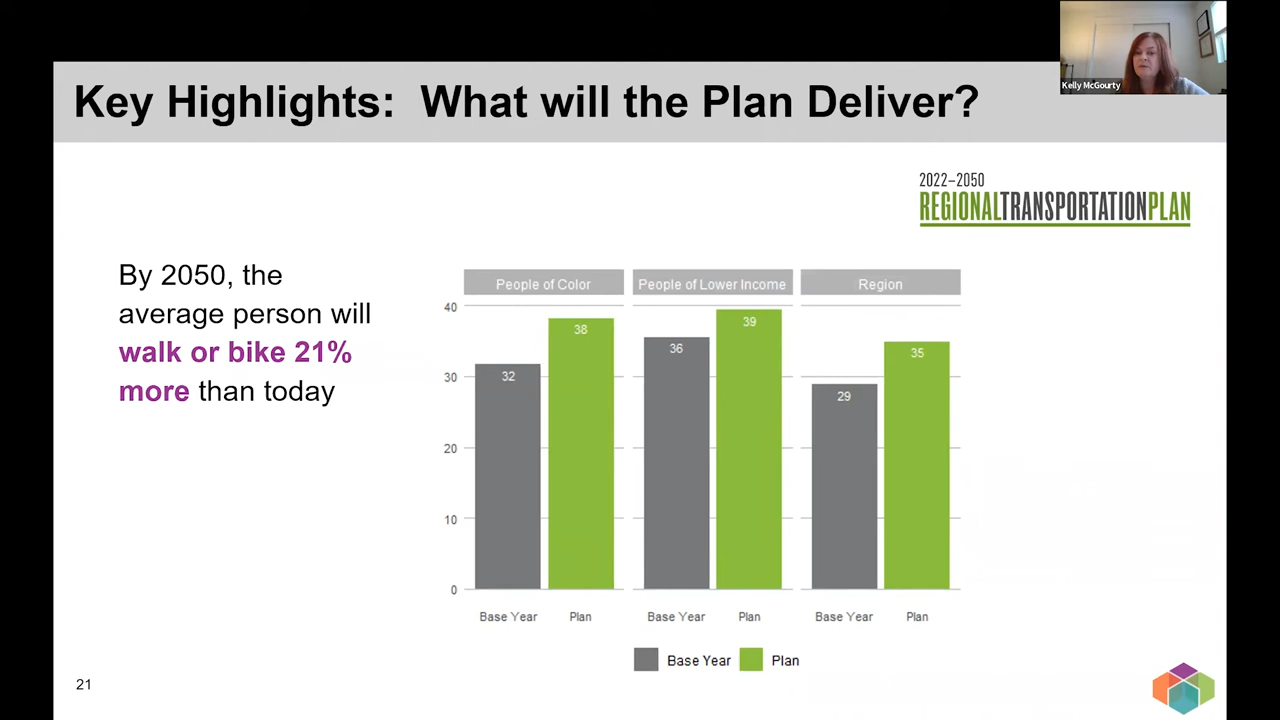 Key Highlights:  What will the Plan Deliver?
Kelly McGourty
2022–2050
REGIONALTRANSPORTATIONPLAN
By 2050, the
average person will
walk or bike 21%
more than today
People of Color
People of Lower Income
Region
40
30
20
10
0
32
38
36
39
29
35
Base Year
Plan
Base Year
Plan
Base Year
Plan
Base Year
Plan
21